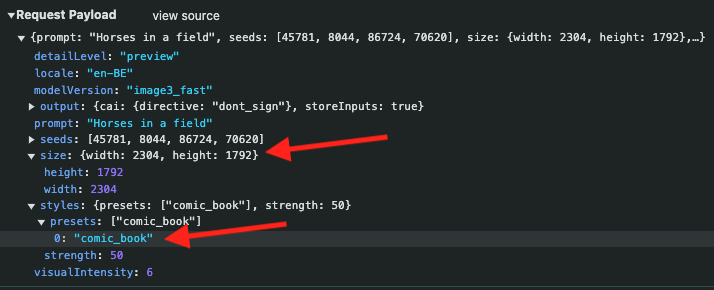 ▼Request Payload view source
▼{prompt: "Horses in a field", seeds: [45781, 8044, 86724, 70620], size: {width: 2304, height: 1792},…}
detailLevel: "preview"
locale: "en-BE"
modelVersion: "image3_fast"
▶output: {cai: {directive: "dont_sign"}, storeInputs: true}
prompt: "Horses in a field"
▶seeds: [45781, 8044, 86724, 70620]
▼size: {width: 2304, height: 1792}
height: 1792
width: 2304
▼styles: {presets: ["comic_book"], strength: 50}
▼presets: ["comic_book"]
0: "comic_book"
strength: 50
visualIntensity: 6